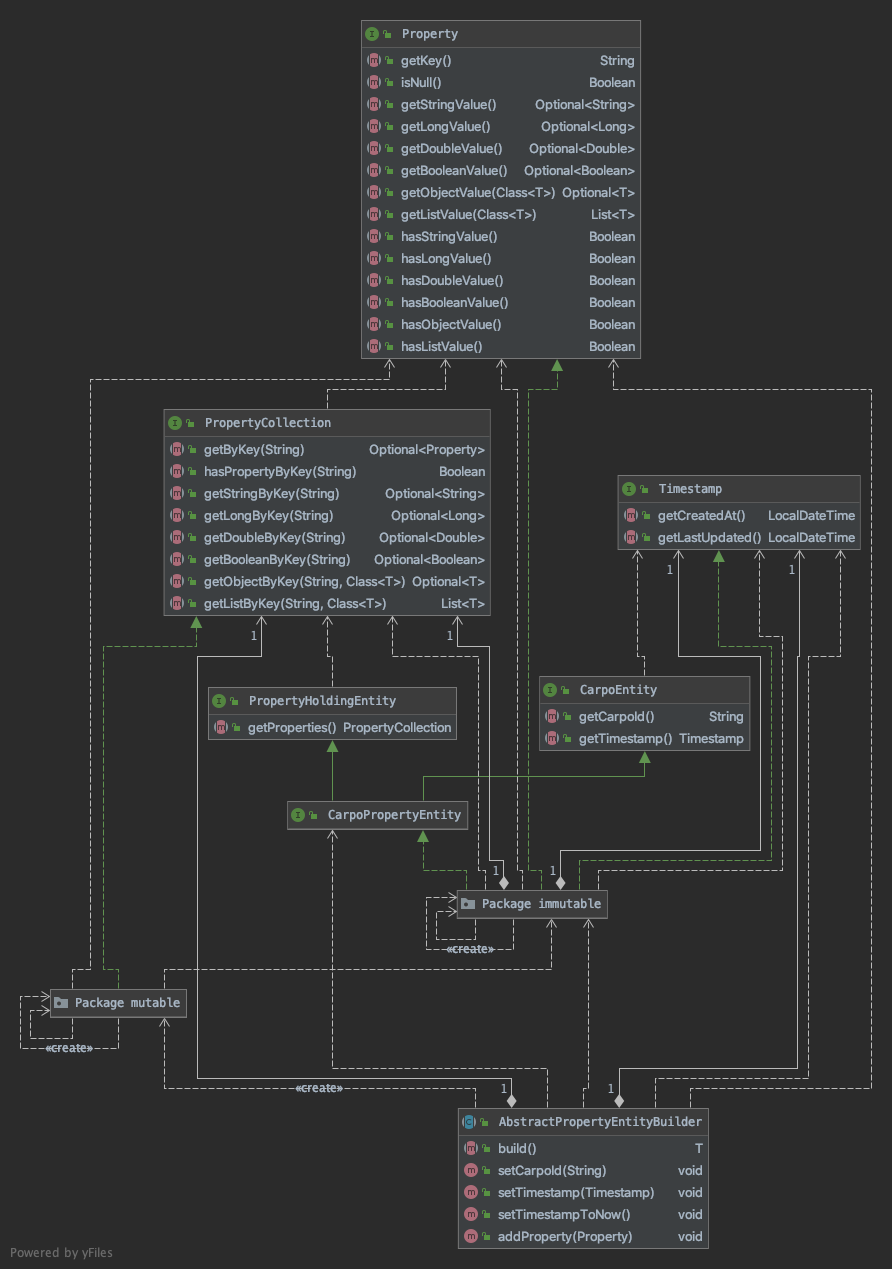 Property
getKey() String
isNull() Boolean
getStringValue() Optional<String>
getLongValue() Optional<Long>
getDoubleValue() Optional<Double>
getBooleanValue() Optional<Boolean>
getObjectValue(Class<T>) Optional<T>
getListValue(Class<T>) List<T>
hasStringValue() Boolean
hasLongValue() Boolean
hasDoubleValue() Boolean
hasBooleanValue() Boolean
hasObjectValue() Boolean
hasListValue() Boolean
PropertyCollection
getByKey(String) Optional<Property>
hasPropertyByKey(String) Boolean
getStringByKey(String) Optional<String>
getLongByKey(String) Optional<Long>
getDoubleByKey(String) Optional<Double>
getBooleanByKey(String) Optional<Boolean>
getObjectByKey(String, Class<T>) Optional<T>
getListByKey(String, Class<T>) List<T>
Timestamp
getCreatedAt() LocalDateTime
getLastUpdated() LocalDateTime
1 1
1 1
PropertyHoldingEntity
getProperties() PropertyCollection
CarpoEntity
getCarpoId() String
getTimestamp() Timestamp
CarpoPropertyEntity
1 1
Package immutable
«create»
Package mutable
«create»
«create»
1 1
AbstractPropertyEntityBuilder
build() T
setCarpoId(String) void
setTimestamp(Timestamp) void
setTimestampToNow() void
addProperty(Property) void
Powered by yFiles